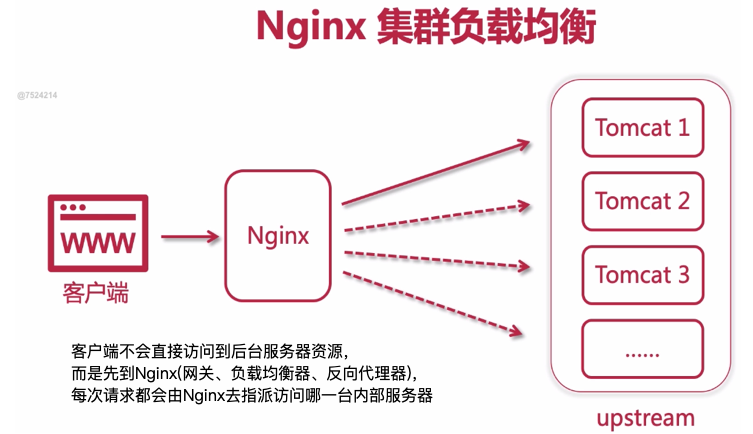 Nginx 集群负载均衡
@7524214
Tomcat 1
Tomcat 2
Tomcat 3
......
upstream
Nginx
WWW
客户端
客户端不会直接访问到后台服务器资源，
而是先到Nginx(网关、负载均衡器、反向代理器)，
每次请求都会由Nginx去指派访问哪一台内部服务器